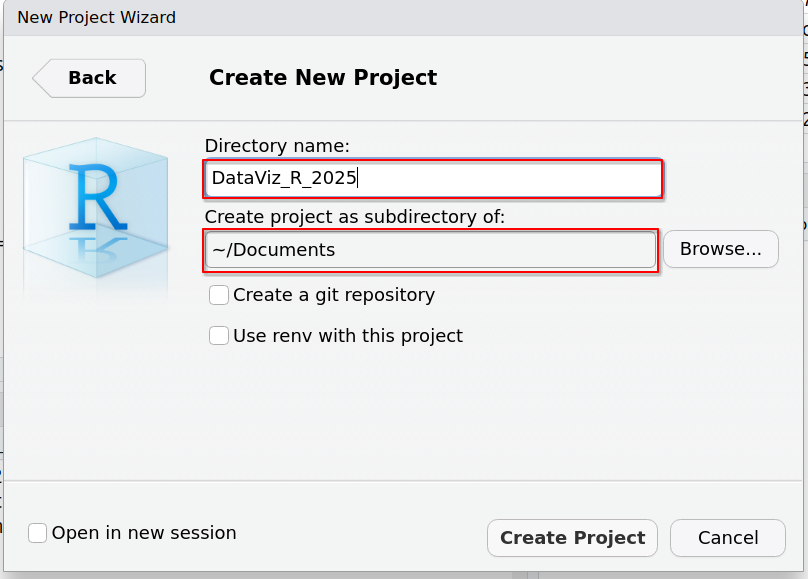 New Project Wizard
Back
Create New Project
Directory name:
DataViz_R_2025
Create project as subdirectory of:
~/Documents
Browse...
Create a git repository
Use renv with this project
R
Open in new session
Create Project
Cancel